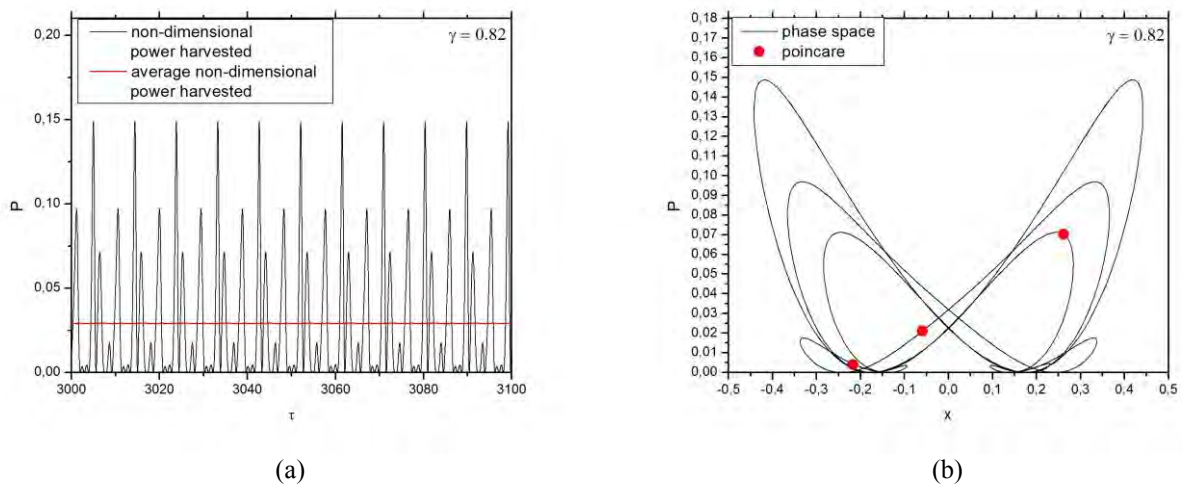 non-dimensional
power harvested
average non-dimensional
power harvested
γ = 0.82
0,20
0,15
0,10
0,05
0,00
P
3000 3020 3040 3060 3080 3100
τ
(a)
phase space
poincare
γ = 0.82
0,18
0,17
0,16
0,15
0,14
0,13
0,12
0,11
0,10
0,09
0,08
0,07
0,06
0,05
0,04
0,03
0,02
0,01
0,00
P
-0,5 -0,4 -0,3 -0,2 -0,1 0,0 0,1 0,2 0,3 0,4 0,5
x
(b)